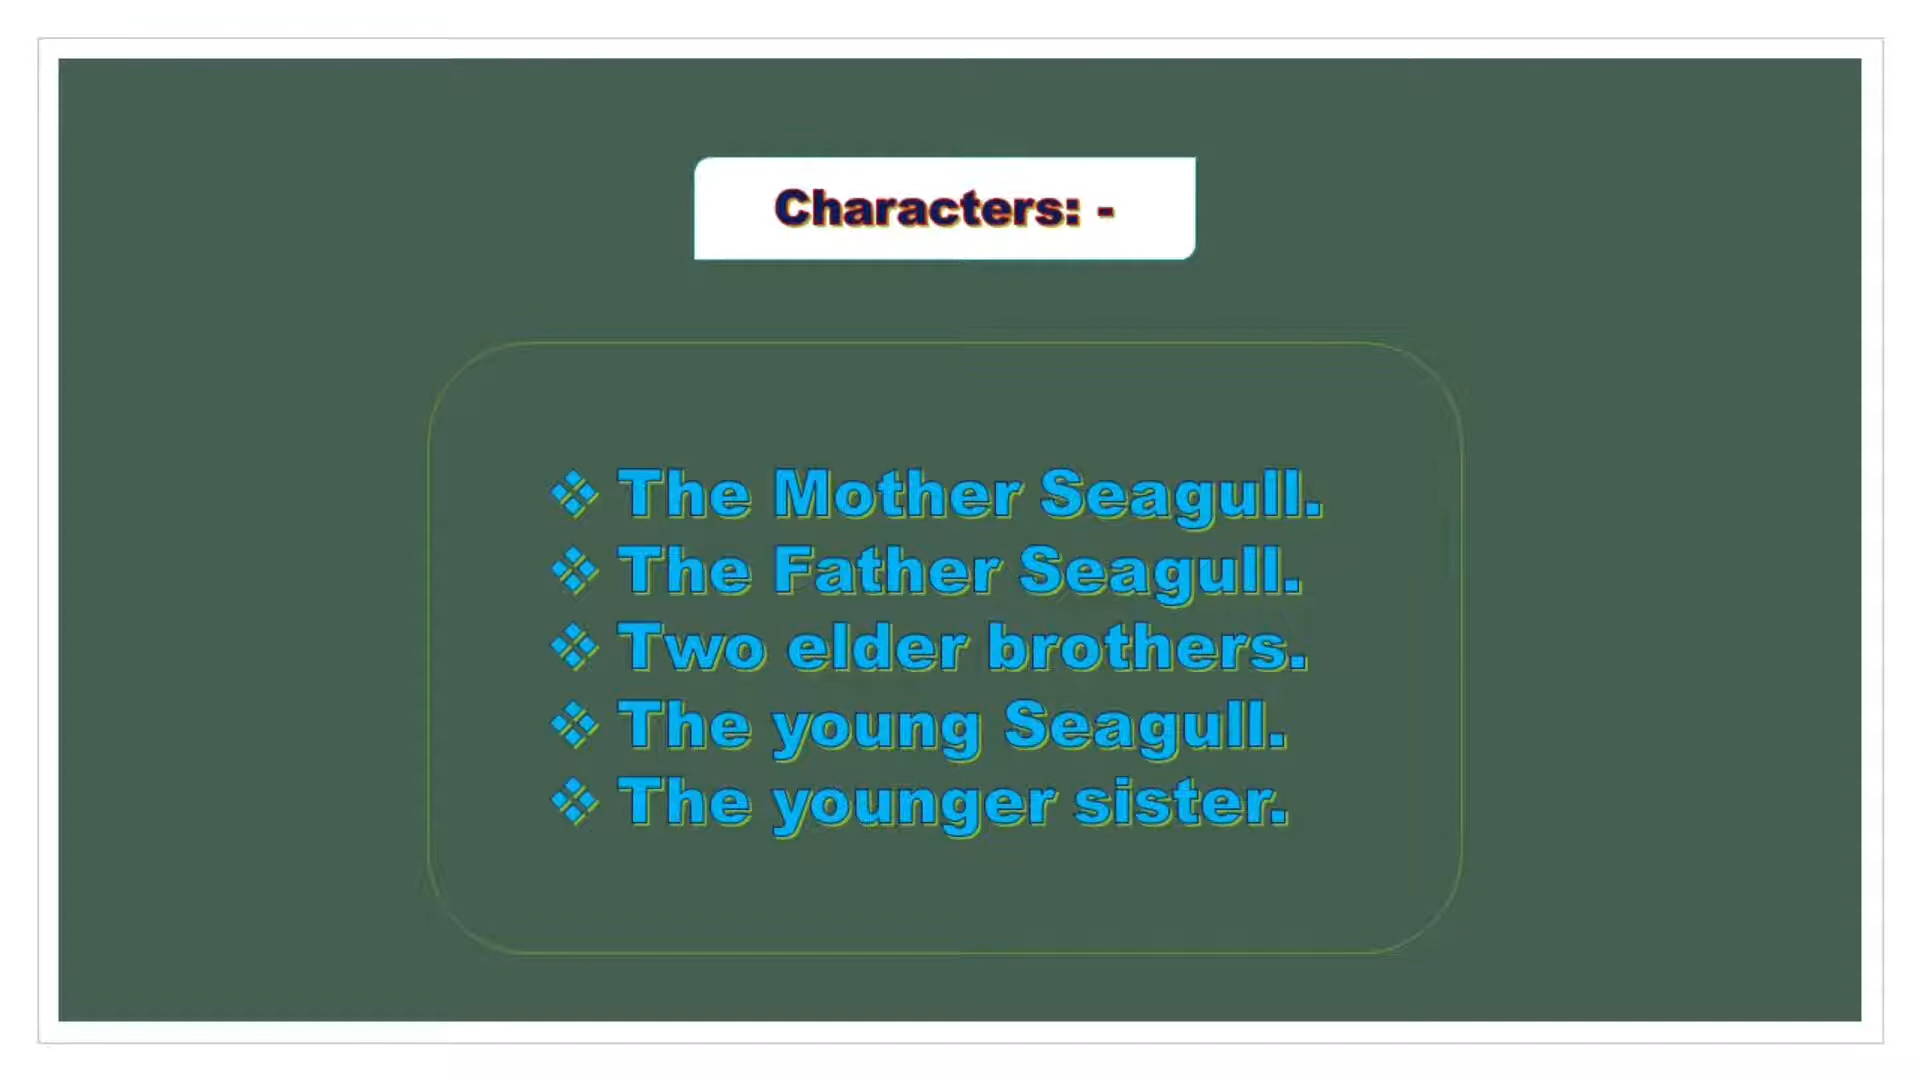 Characters: -
❖ The Mother Seagull.
❖ The Father Seagull.
❖ Two elder brothers.
❖ The young Seagull.
❖ The younger sister.